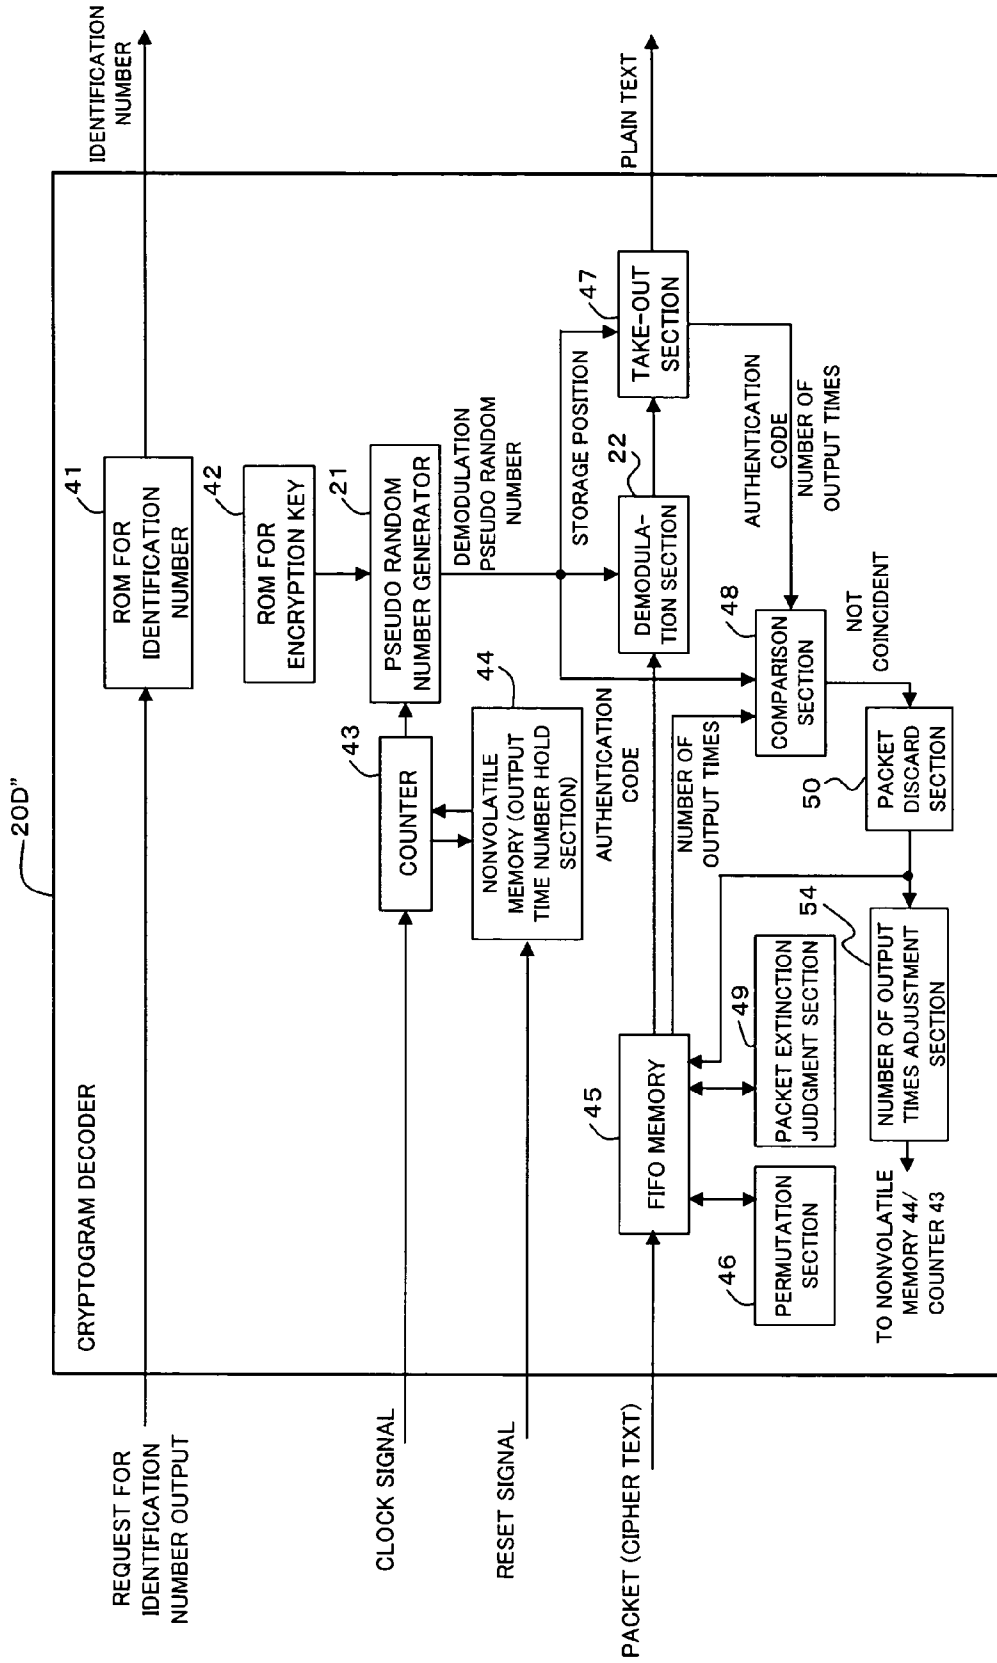 20D"
CRYPTOGRAM DECODER
REQUEST FOR
IDENTIFICATION
NUMBER OUTPUT
41
ROM FOR
IDENTIFICATION
NUMBER
IDENTIFICATION
NUMBER
42
ROM FOR
ENCRYPTION KEY
CLOCK SIGNAL
43
COUNTER
21
PSEUDO RANDOM
NUMBER GENERATOR
DEMODULATION
PSEUDO RANDOM
NUMBER
RESET SIGNAL
44
NONVOLATILE
MEMORY (OUTPUT
TIME NUMBER HOLD
SECTION)
AUTHENTICATION
CODE
STORAGE POSITION
PACKET (CIPHER TEXT)
45
FIFO MEMORY
NUMBER OF
OUTPUT TIMES
22
DEMODULA-
TION SECTION
47
TAKE-OUT
SECTION
PLAIN TEXT
AUTHENTICATION
CODE
NUMBER OF
OUTPUT TIMES
46
PERMUTATION
SECTION
49
PACKET EXTINCTION
JUDGMENT SECTION
48
COMPARISON
SECTION
NOT
COINCIDENT
50
PACKET
DISCARD
SECTION
54
NUMBER OF OUTPUT
TIMES ADJUSTMENT
SECTION
TO NONVOLATILE
MEMORY 44/
COUNTER 43